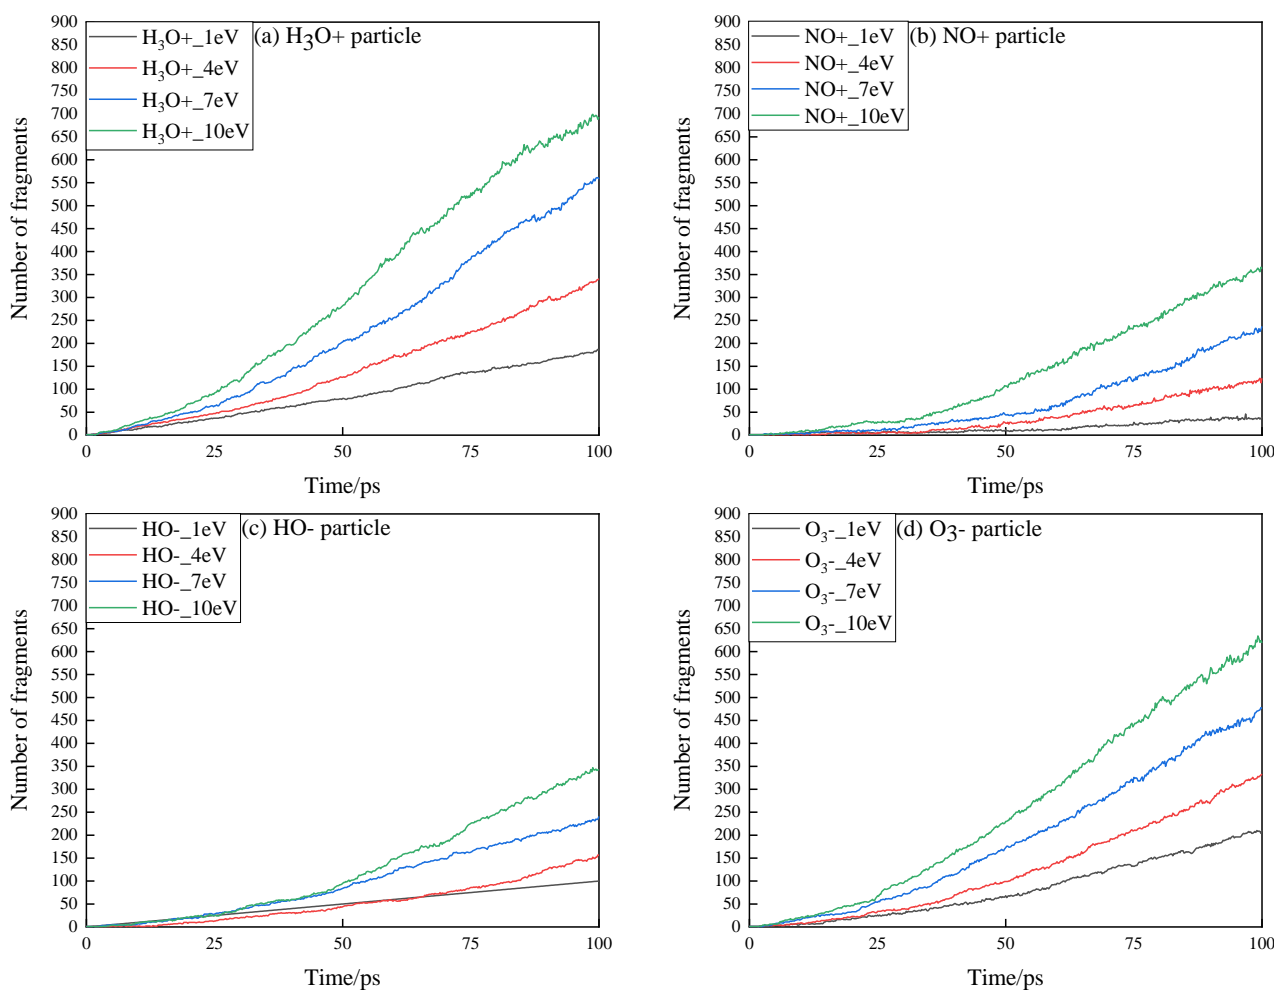 (a) H₃O+ particle
H₃O+_1eV
H₃O+_4eV
H₃O+_7eV
H₃O+_10eV
Number of fragments
900
850
800
750
700
650
600
550
500
450
400
350
300
250
200
150
100
50
0
0 25 50 75 100
Time/ps
(b) NO+ particle
NO+_1eV
NO+_4eV
NO+_7eV
NO+_10eV
Number of fragments
900
850
800
750
700
650
600
550
500
450
400
350
300
250
200
150
100
50
0
0 25 50 75 100
Time/ps
(c) HO- particle
HO-_1eV
HO-_4eV
HO-_7eV
HO-_10eV
Number of fragments
900
850
800
750
700
650
600
550
500
450
400
350
300
250
200
150
100
50
0
0 25 50 75 100
Time/ps
(d) O₃- particle
O₃-_1eV
O₃-_4eV
O₃-_7eV
O₃-_10eV
Number of fragments
900
850
800
750
700
650
600
550
500
450
400
350
300
250
200
150
100
50
0
0 25 50 75 100
Time/ps